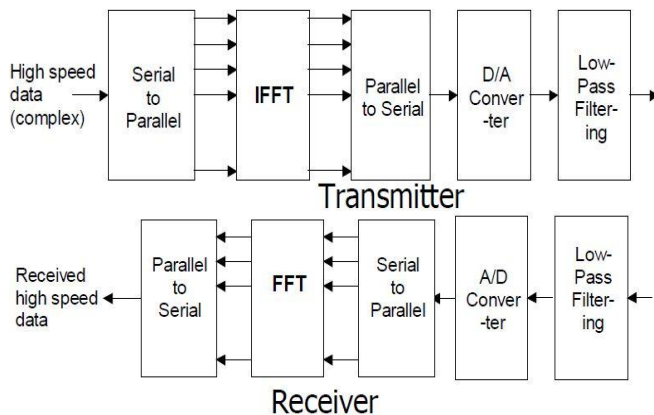 High speed
data
(complex)
Serial
to
Parallel
IFFT
Parallel
to Serial
D/A
Conver
-ter
Low-
Pass
Filter-
ing
Transmitter
Received
high speed
data
Parallel
to
Serial
FFT
Serial
to
Parallel
A/D
Conver-
-ter
Low-
Pass
Filter-
ing
Receiver